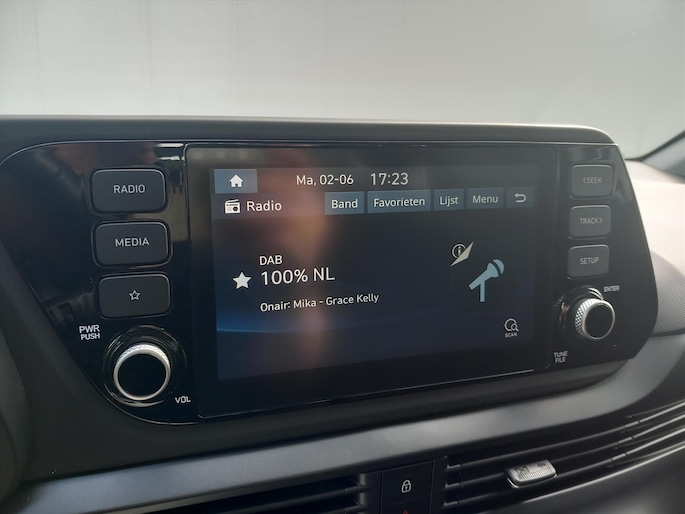 RADIO
MEDIA
PWR
PUSH
VOL
Ma, 02-06 17:23
Radio Band Favorieten Lijst Menu
DAB
100% NL
Onair: Mika - Grace Kelly
SCAN
<SEEK
TRACK>
SETUP
ENTER
TUNE
FILE